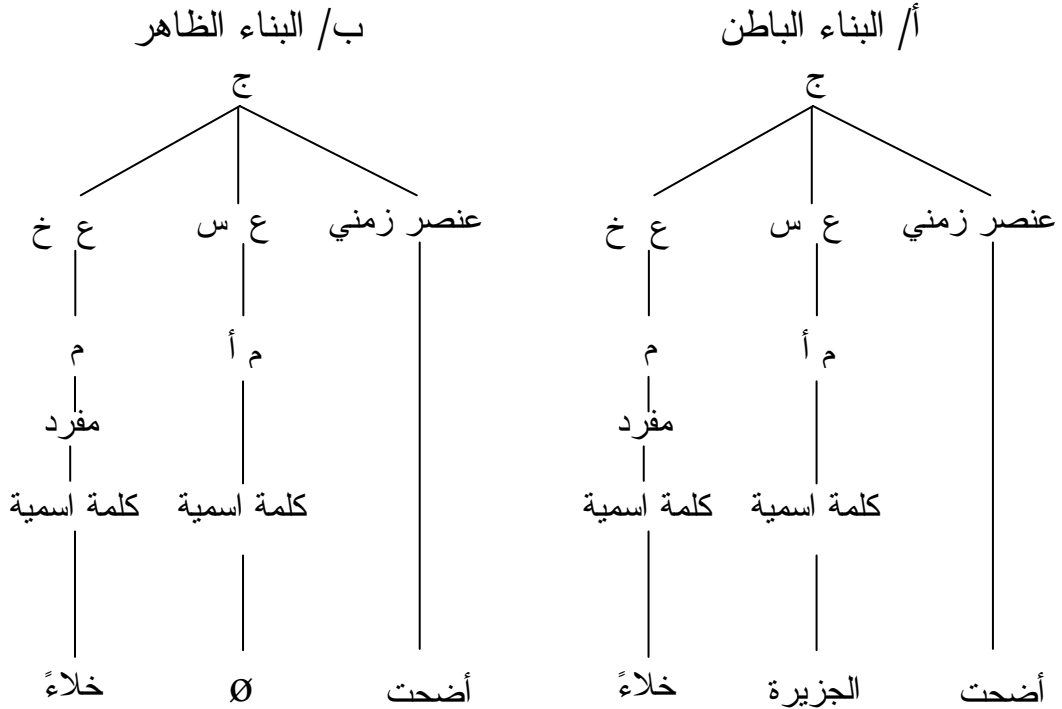 أ/ البناء الباطن
ج
عنصر زمني ع س ع خ
م أ م
مفرد
كلمة اسمية كلمة اسمية
أضحت الجزيرة خلاءً
ب/ البناء الظاهر
ج
عنصر زمني ع س ع خ
م أ م
مفرد
كلمة اسمية كلمة اسمية
أضحت Ø خلاءً